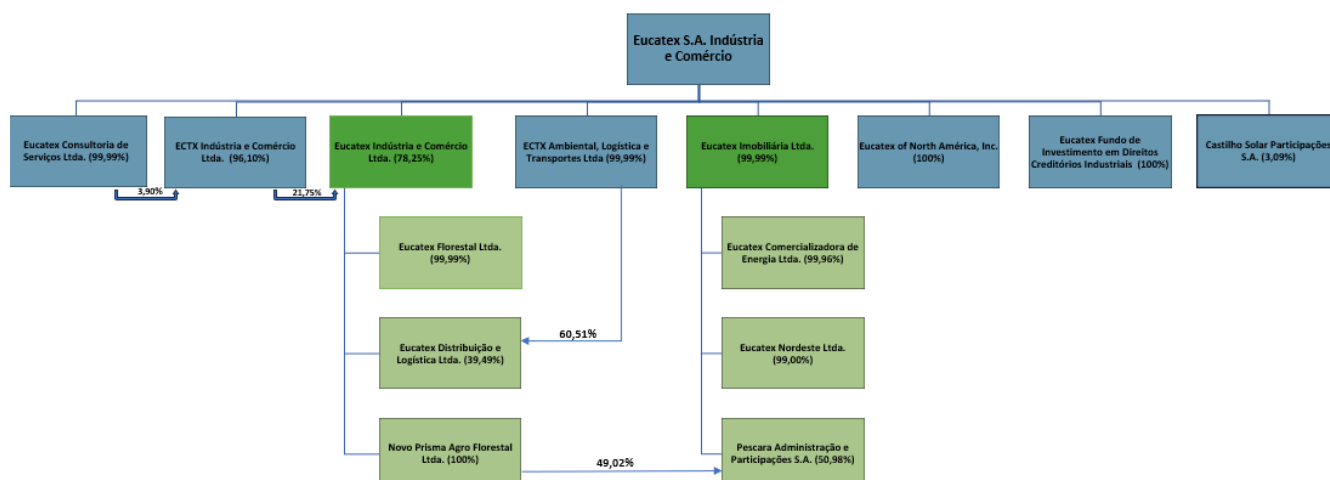 Eucatex S.A. Indústria
e Comércio
Eucatex Consultoria de
Serviços Ltda. (99,99%)
ECTX Indústria e Comércio
Ltda.  (96,10%)
Eucatex Indústria e Comércio
Ltda. (78,25%)
ECTX Ambiental, Logística e
Transportes Ltda (99,99%)
Eucatex Imobiliária Ltda.
(99,99%)
Eucatex of North América, Inc.
(100%)
Eucatex Fundo de
Investimento em Direitos
Creditórios Industriais  (100%)
Castilho Solar Participações
S.A. (3,09%)
3,90%
21,75%
Eucatex Florestal Ltda.
(99,99%)
Eucatex Comercializadora de
Energia Ltda. (99,96%)
60,51%
Eucatex Distribuição e
Logística Ltda. (39,49%)
Eucatex Nordeste Ltda.
(99,00%)
Novo Prisma Agro Florestal
Ltda. (100%)
49,02%
Pescara Administração e
Participações S.A. (50,98%)